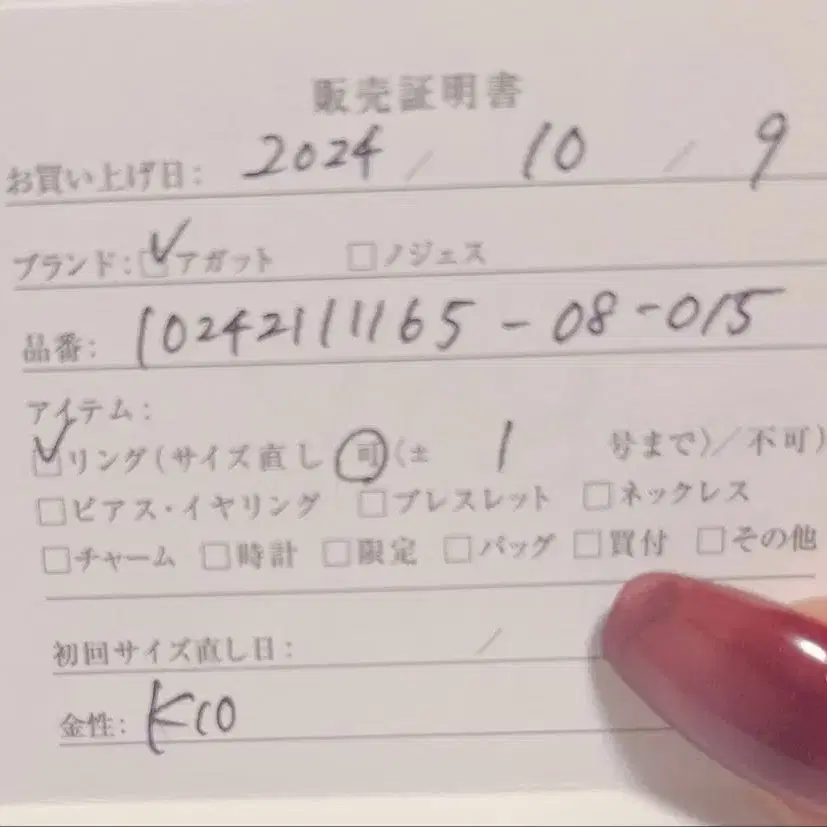 販売証明書
お買い上げ日: 2024 / 10 / 9
ブランド: ☑アガット □ノジェス
品番: 10242111165-08-015
アイテム:
☑リング(サイズ直し 可(± 1 号まで)/不可)
□ピアス・イヤリング □ブレスレット □ネックレス
□チャーム □時計 □限定 □バッグ □買付 □その他
初回サイズ直し日: /
金性: K10